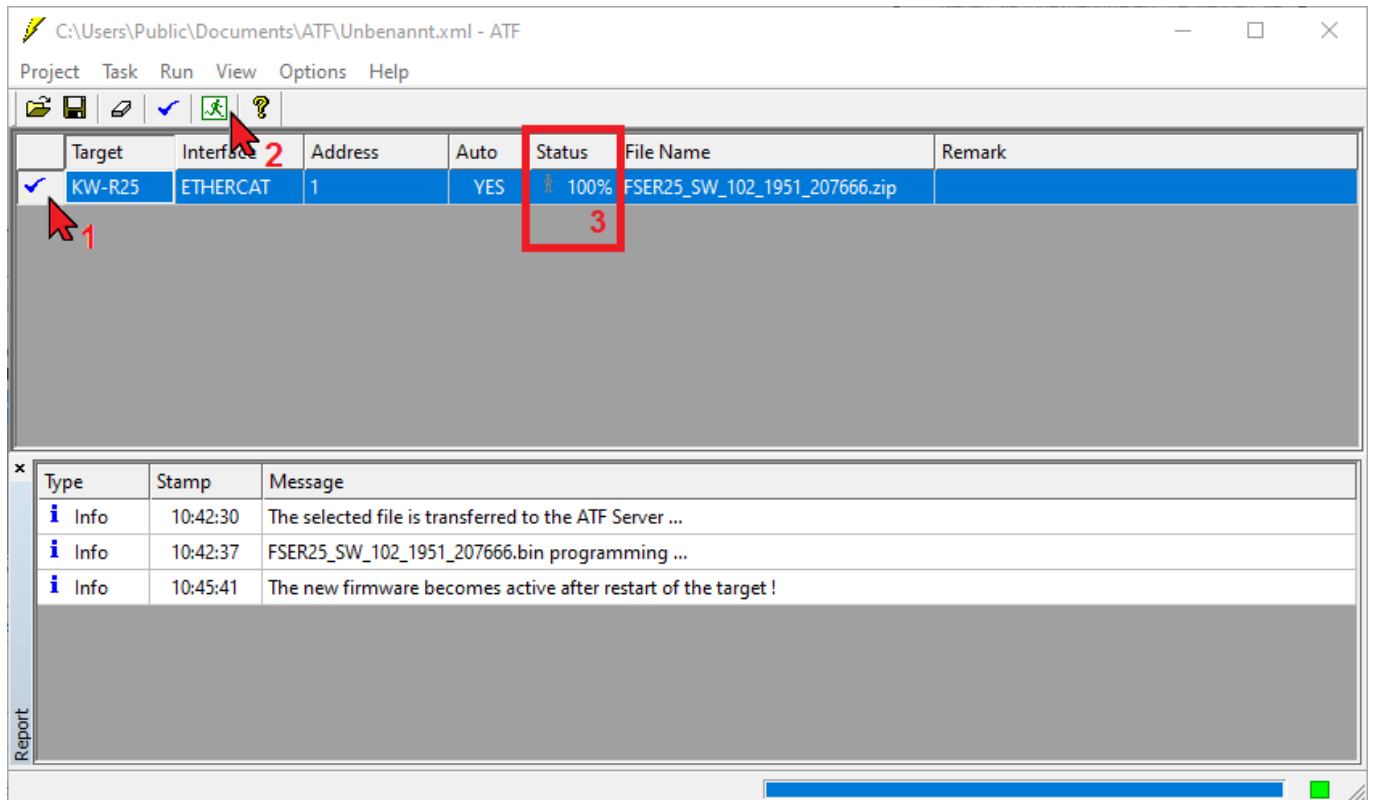 C:\Users\Public\Documents\ATF\Unbenannt.xml - ATF
Project Task Run View Options Help
Target Interface 2 Address Auto Status File Name Remark
KW-R25 ETHERCAT 1 YES 100% FSER25_SW_102_1951_207666.zip
1 3
Type Stamp Message
i Info 10:42:30 The selected file is transferred to the ATF Server ...
i Info 10:42:37 FSER25_SW_102_1951_207666.bin programming ...
i Info 10:45:41 The new firmware becomes active after restart of the target !
Report